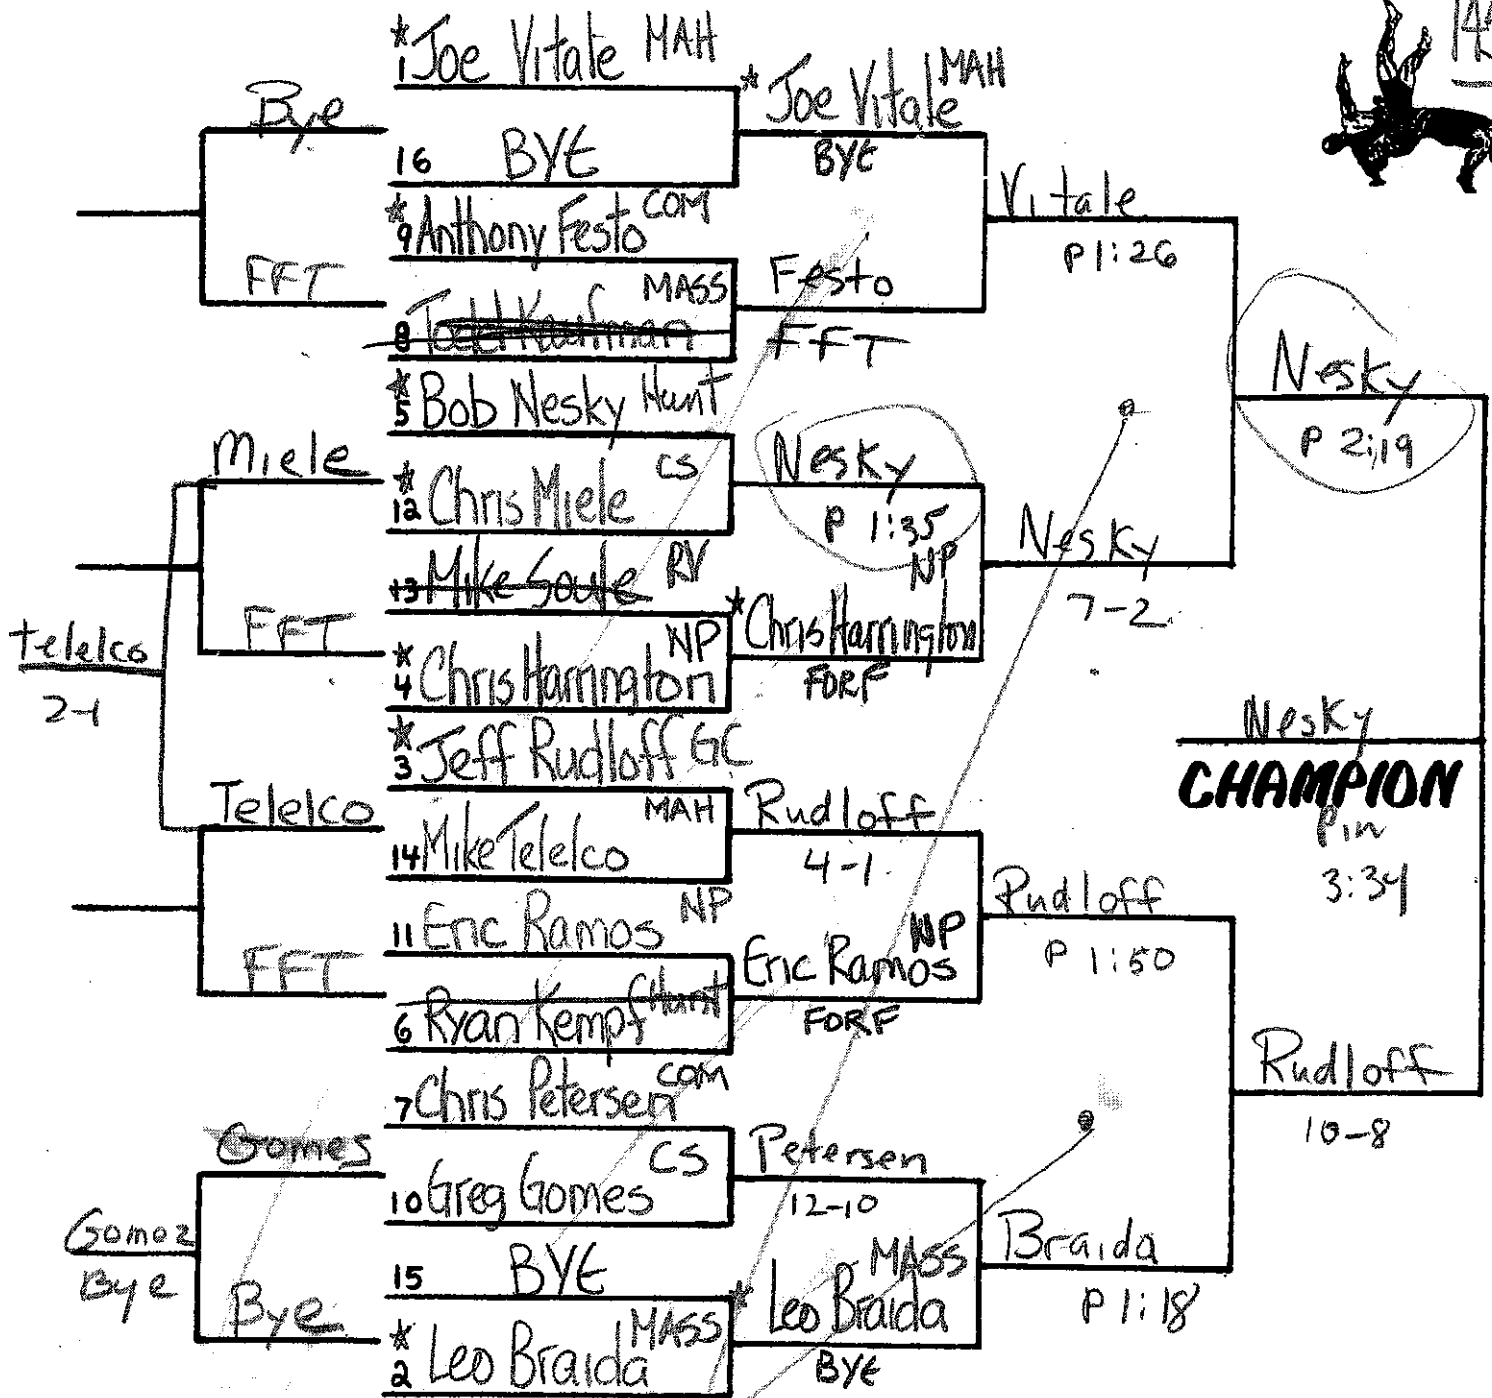 Bye
FFT
Miele
FFT
Telelco
2-1
Telelco
FFT
Gomes
Gomoz
Bye
Bye
* 1 Joe Vitale MAH
16 BYE
* 9 Anthony Festo COM
8 Todd Kaufman MASS
* 5 Bob Nesky Hunt
* 12 Chris Miele CS
13 Mike Soule RV
* 4 Chris Harrington NP
* 3 Jeff Rudloff GC
14 Mike Telelco MAH
11 Eric Ramos NP
6 Ryan Kempf Hunt
7 Chris Petersen COM
10 Greg Gomes CS
15 BYE
* 2 Leo Braida MASS
* Joe Vitale MAH
BYE
Festo
FFT
Nesky
P 1:35
* Chris Harrington NP
FORF
Rudloff
4-1
Eric Ramos NP
FORF
Petersen
12-10
* Leo Braida MASS
BYE
Vitale
P 1:26
Nesky
7-2
Rudloff
P 1:50
Braida
P 1:18
Nesky
P 2:19
Rudloff
10-8
Nesky
CHAMPION
Pin
3:34